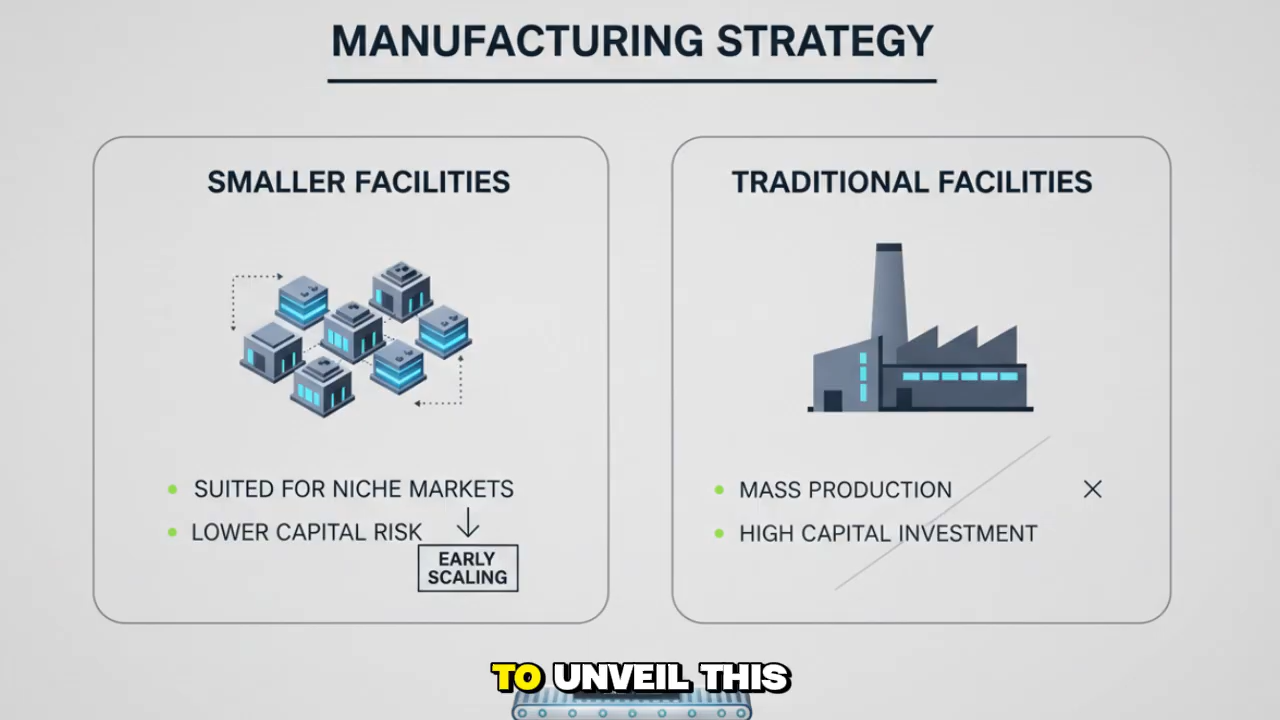 MANUFACTURING STRATEGY
SMALLER FACILITIES
SUITED FOR NICHE MARKETS
LOWER CAPITAL RISK
EARLY
SCALING
TRADITIONAL FACILITIES
MASS PRODUCTION
HIGH CAPITAL INVESTMENT
TO UNVEIL THIS